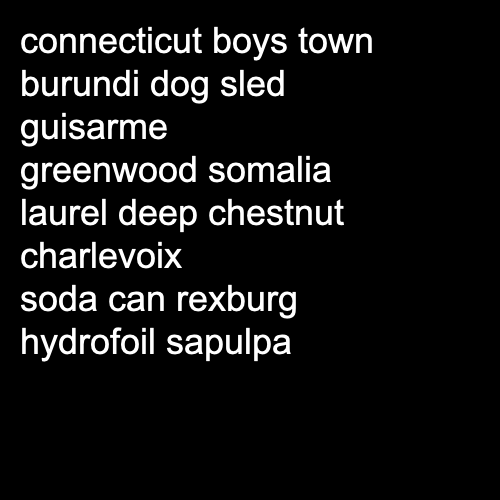 connecticut boys town
burundi dog sled
guisarme
greenwood somalia
laurel deep chestnut
charlevoix
soda can rexburg
hydrofoil sapulpa